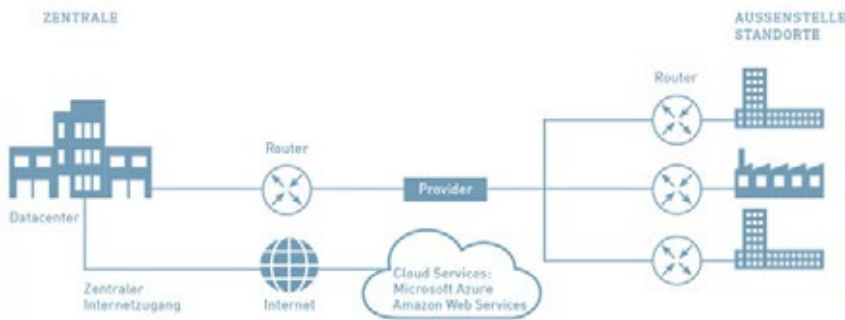 ZENTRALE
AUSSENSTELLE
STANDORTE
Router
Router
Provider
Datacenter
Zentraler
Internetzugang
Internet
Cloud Services:
Microsoft Azure
Amazon Web Services